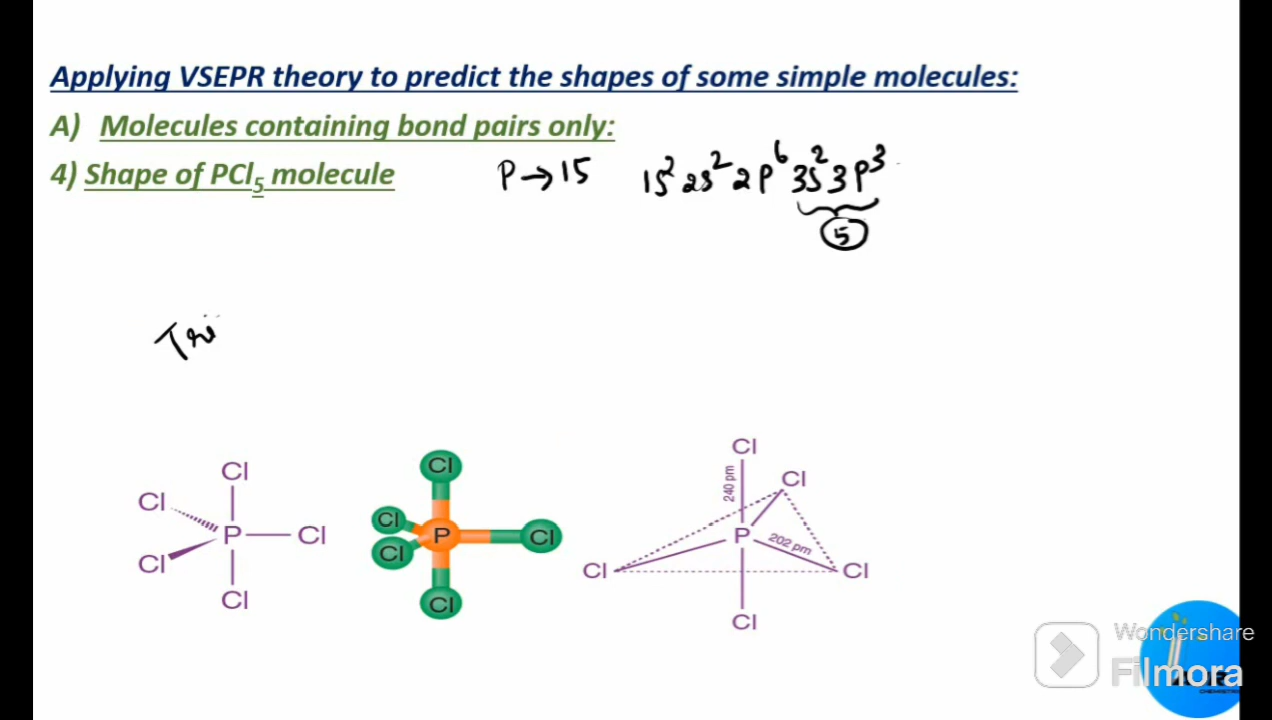 Applying VSEPR theory to predict the shapes of some simple molecules:
A) Molecules containing bond pairs only:
4) Shape of PCl₅ molecule P → 15 1s² 2s² 2p⁶ 3s² 3p³
5
Tri
Cl
Cl
P Cl
Cl
Cl
Cl
Cl
P
Cl
Cl
Cl
Cl
240 pm
Cl
P
202 pm
Cl
Cl
Cl
Wondershare
Filmora